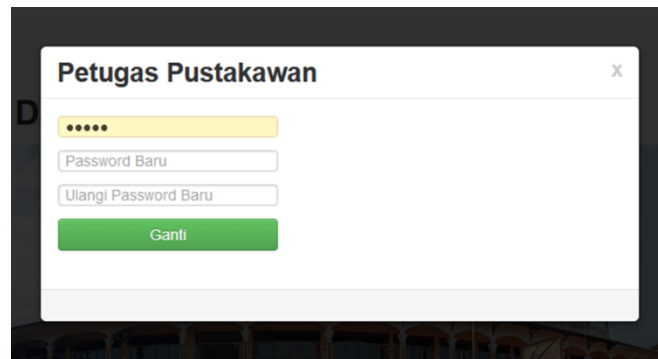 Petugas Pustakawan
x
D
•••••
Password Baru
Ulangi Password Baru
Ganti